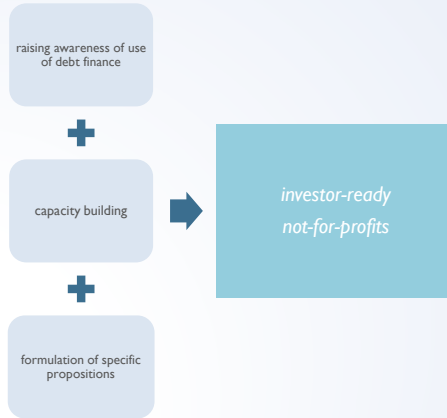 raising awareness of use
of debt finance
capacity building
investor-ready
not-for-profits
formulation of specific
propositions